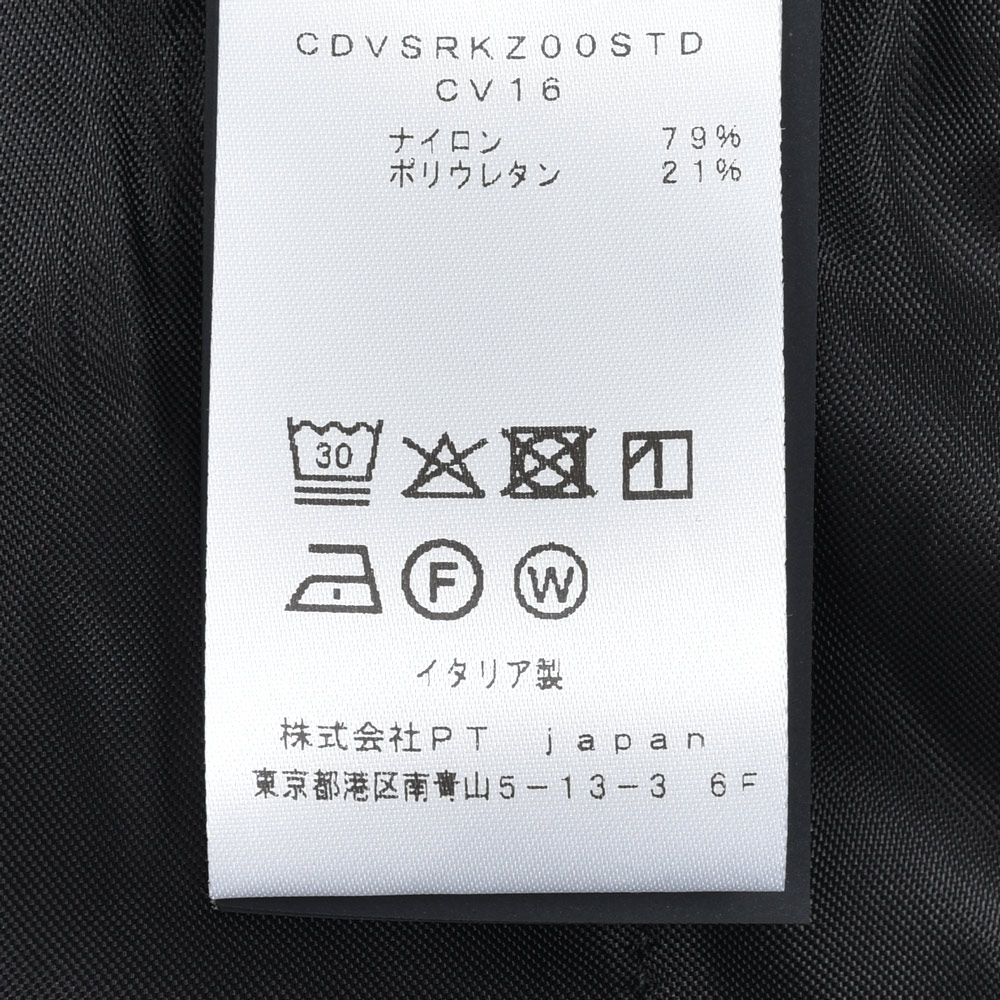 CDVSRKZ00STD
CV16
ナイロン 79%
ポリウレタン 21%
30
F W
イタリア製
株式会社PT japan
東京都港区南青山5-13-3 6F